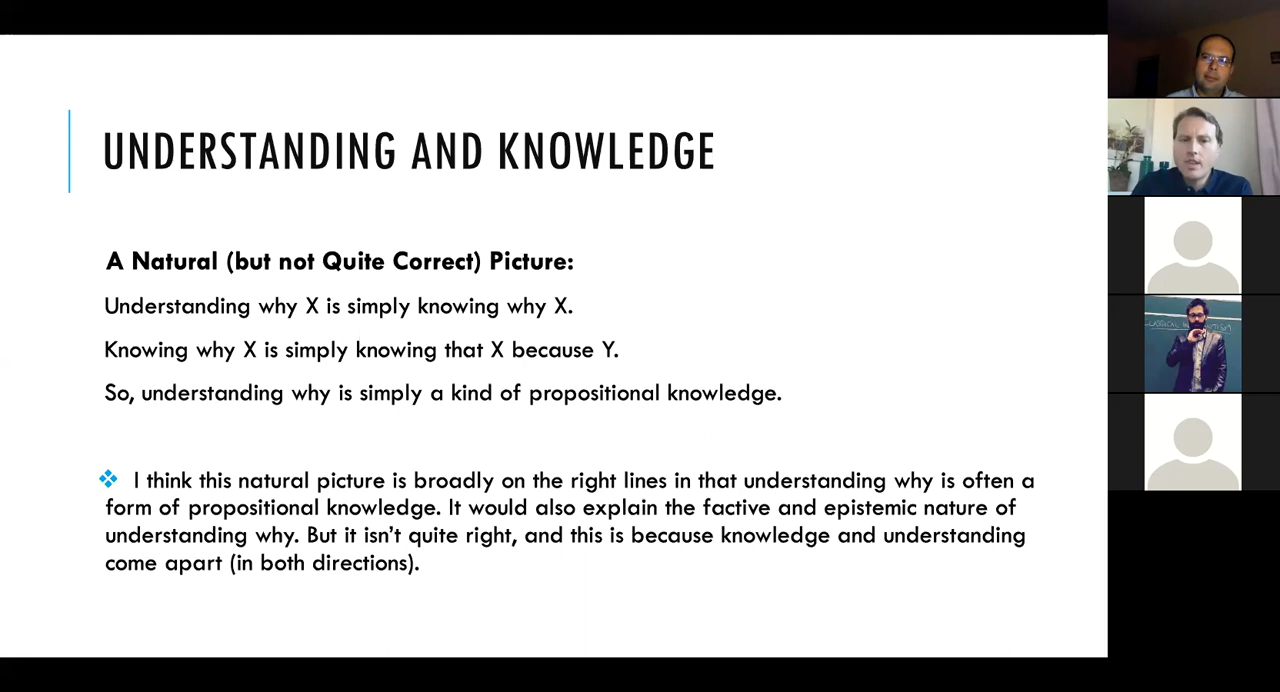 UNDERSTANDING AND KNOWLEDGE
A Natural (but not Quite Correct) Picture:
Understanding why X is simply knowing why X.
Knowing why X is simply knowing that X because Y.
So, understanding why is simply a kind of propositional knowledge.
❖ I think this natural picture is broadly on the right lines in that understanding why is often a
form of propositional knowledge. It would also explain the factive and epistemic nature of
understanding why. But it isn't quite right, and this is because knowledge and understanding
come apart (in both directions).
CLASSICAL